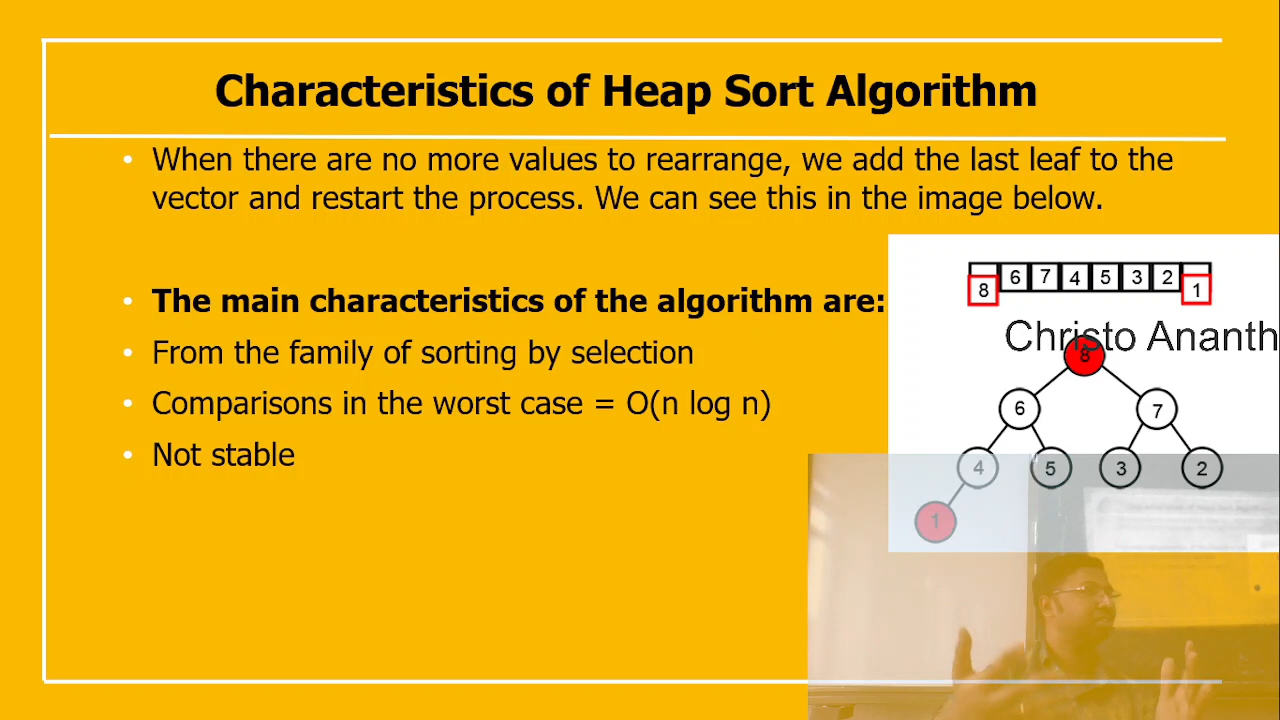 Characteristics of Heap Sort Algorithm
• When there are no more values to rearrange, we add the last leaf to the
vector and restart the process. We can see this in the image below.
• The main characteristics of the algorithm are:
• From the family of sorting by selection
• Comparisons in the worst case = O(n log n)
• Not stable
8 6 7 4 5 3 2 1
Christo Ananth
8
6 7
4 5 3 2
1